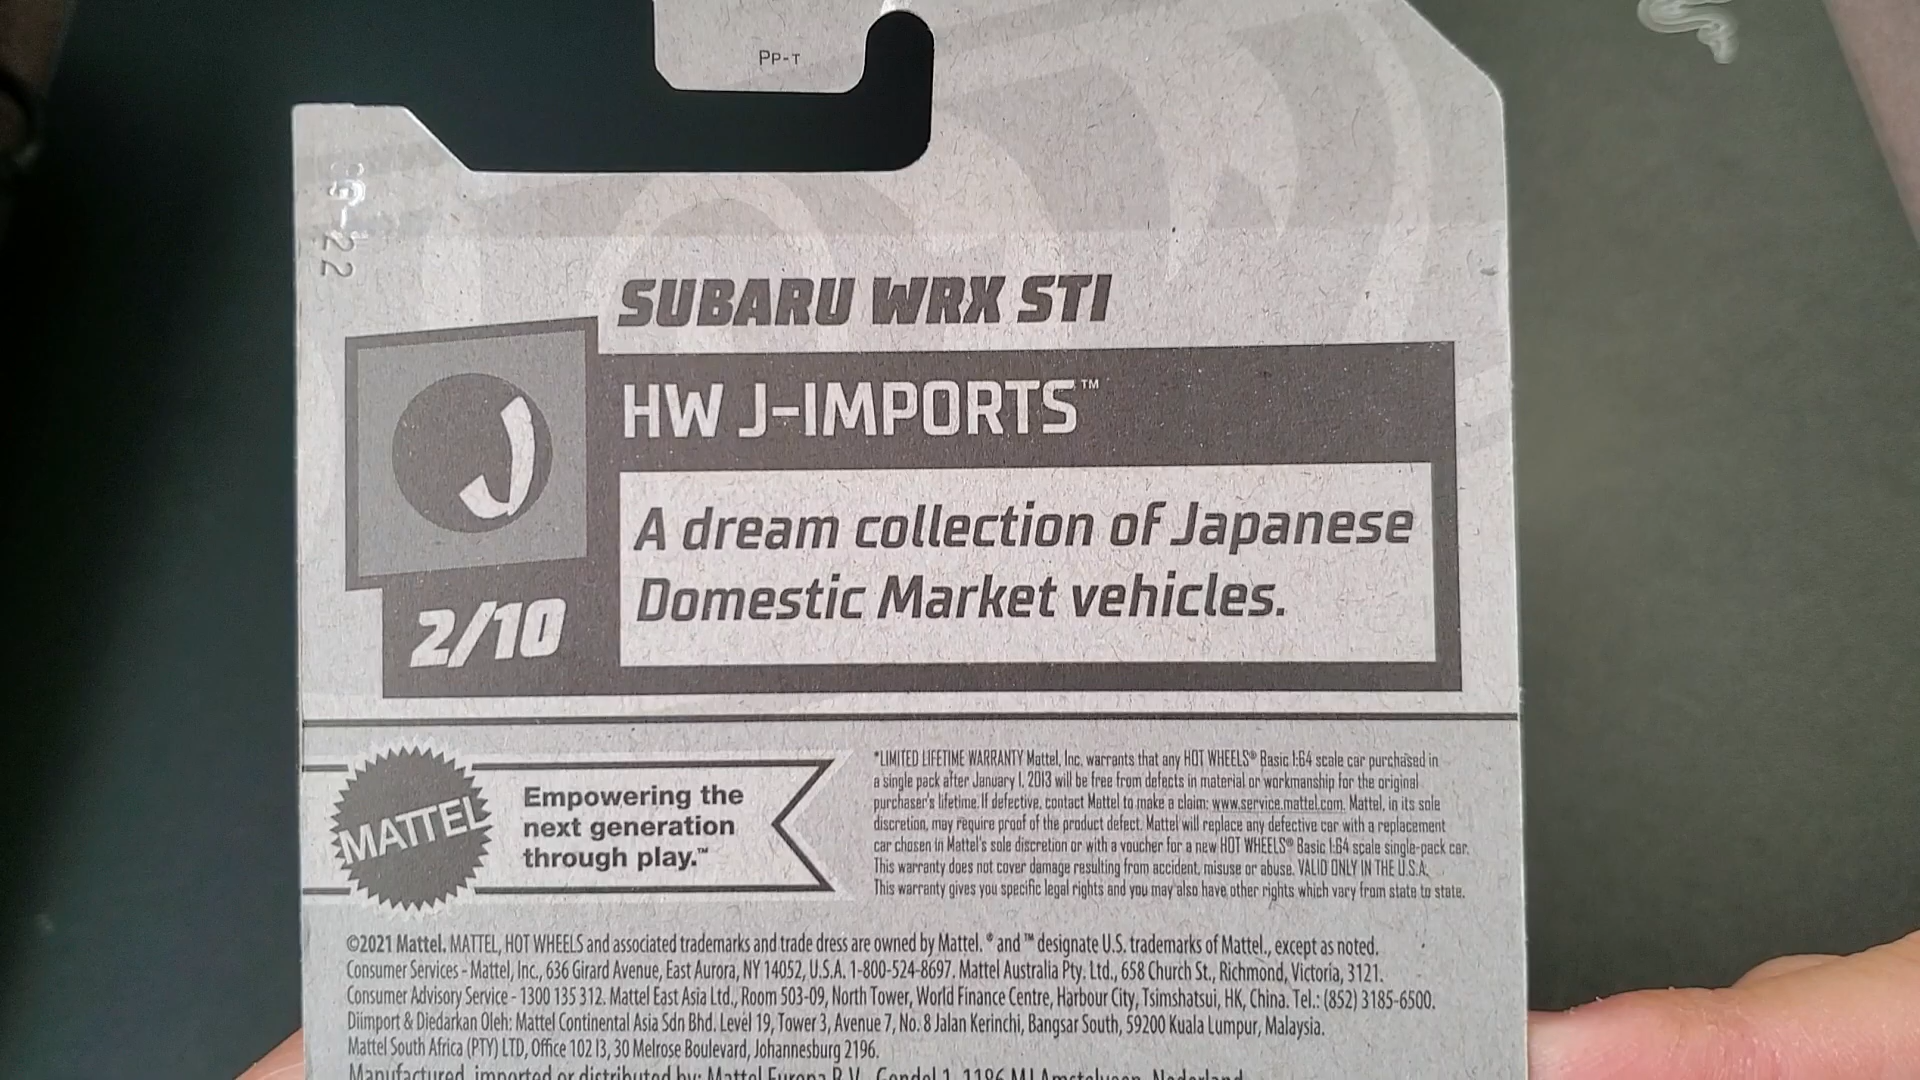 PP-T
SUBARU WRX STI
HW J-IMPORTS™
A dream collection of Japanese
Domestic Market vehicles.
J
2/10
MATTEL
Empowering the
next generation
through play.™
*LIMITED LIFETIME WARRANTY Mattel, Inc. warrants that any HOT WHEELS® Basic 1:64 scale car purchased in
a single pack after January 1, 2013 will be free from defects in material or workmanship for the original
purchaser's lifetime. If defective, contact Mattel to make a claim: www.service.mattel.com. Mattel, in its sole
discretion, may require proof of the product defect. Mattel will replace any defective car with a replacement
car chosen in Mattel's sole discretion or with a voucher for a new HOT WHEELS® Basic 1:64 scale single-pack car.
This warranty does not cover damage resulting from accident, misuse or abuse. VALID ONLY IN THE U.S.A.
This warranty gives you specific legal rights and you may also have other rights which vary from state to state.
©2021 Mattel. MATTEL, HOT WHEELS and associated trademarks and trade dress are owned by Mattel. ® and ™ designate U.S. trademarks of Mattel., except as noted.
Consumer Services - Mattel, Inc., 636 Girard Avenue, East Aurora, NY 14052, U.S.A. 1-800-524-8697. Mattel Australia Pty. Ltd., 658 Church St., Richmond, Victoria, 3121.
Consumer Advisory Service - 1300 135 312. Mattel East Asia Ltd., Room 503-09, North Tower, World Finance Centre, Harbour City, Tsimshatsui, HK, China. Tel.: (852) 3185-6500.
Diimport & Diedarkan Oleh: Mattel Continental Asia Sdn Bhd. Level 19, Tower 3, Avenue 7, No. 8 Jalan Kerinchi, Bangsar South, 59200 Kuala Lumpur, Malaysia.
Mattel South Africa (PTY) LTD, Office 102 I3, 30 Melrose Boulevard, Johannesburg 2196.
Manufactured, imported or distributed by: Mattel Europa B.V., Gondel 1, 1186 MJ Amstelveen, Nederland.